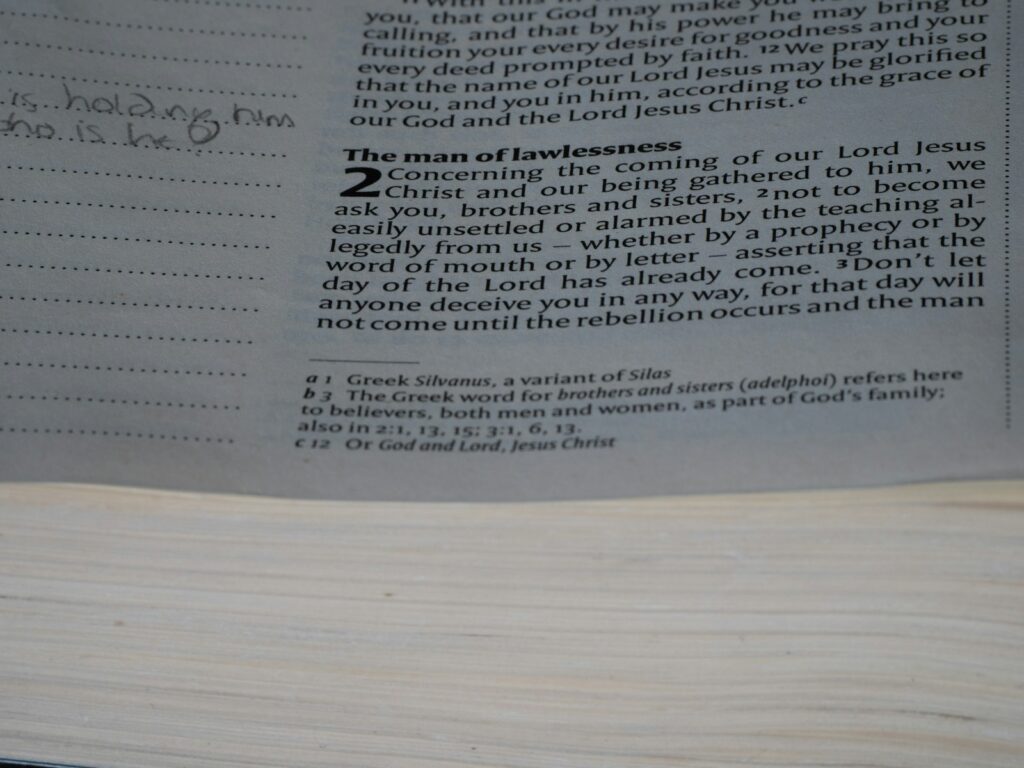 is holding him
who is he
11 With this in
you, that our God may make you
calling, and that by his power he may bring to
fruition your every desire for goodness and your
every deed prompted by faith. 12 We pray this so
that the name of our Lord Jesus may be glorified
in you, and you in him, according to the grace of
our God and the Lord Jesus Christ. c
The man of lawlessness
2 Concerning the coming of our Lord Jesus
Christ and our being gathered to him, we
ask you, brothers and sisters, 2 not to become
easily unsettled or alarmed by the teaching al-
legedly from us – whether by a prophecy or by
word of mouth or by letter – asserting that the
day of the Lord has already come. 3 Don't let
anyone deceive you in any way, for that day will
not come until the rebellion occurs and the man
a 1 Greek Silvanus, a variant of Silas
b 3 The Greek word for brothers and sisters (adelphoi) refers here
to believers, both men and women, as part of God's family;
also in 2:1, 13, 15; 3:1, 6, 13.
c 12 Or God and Lord, Jesus Christ